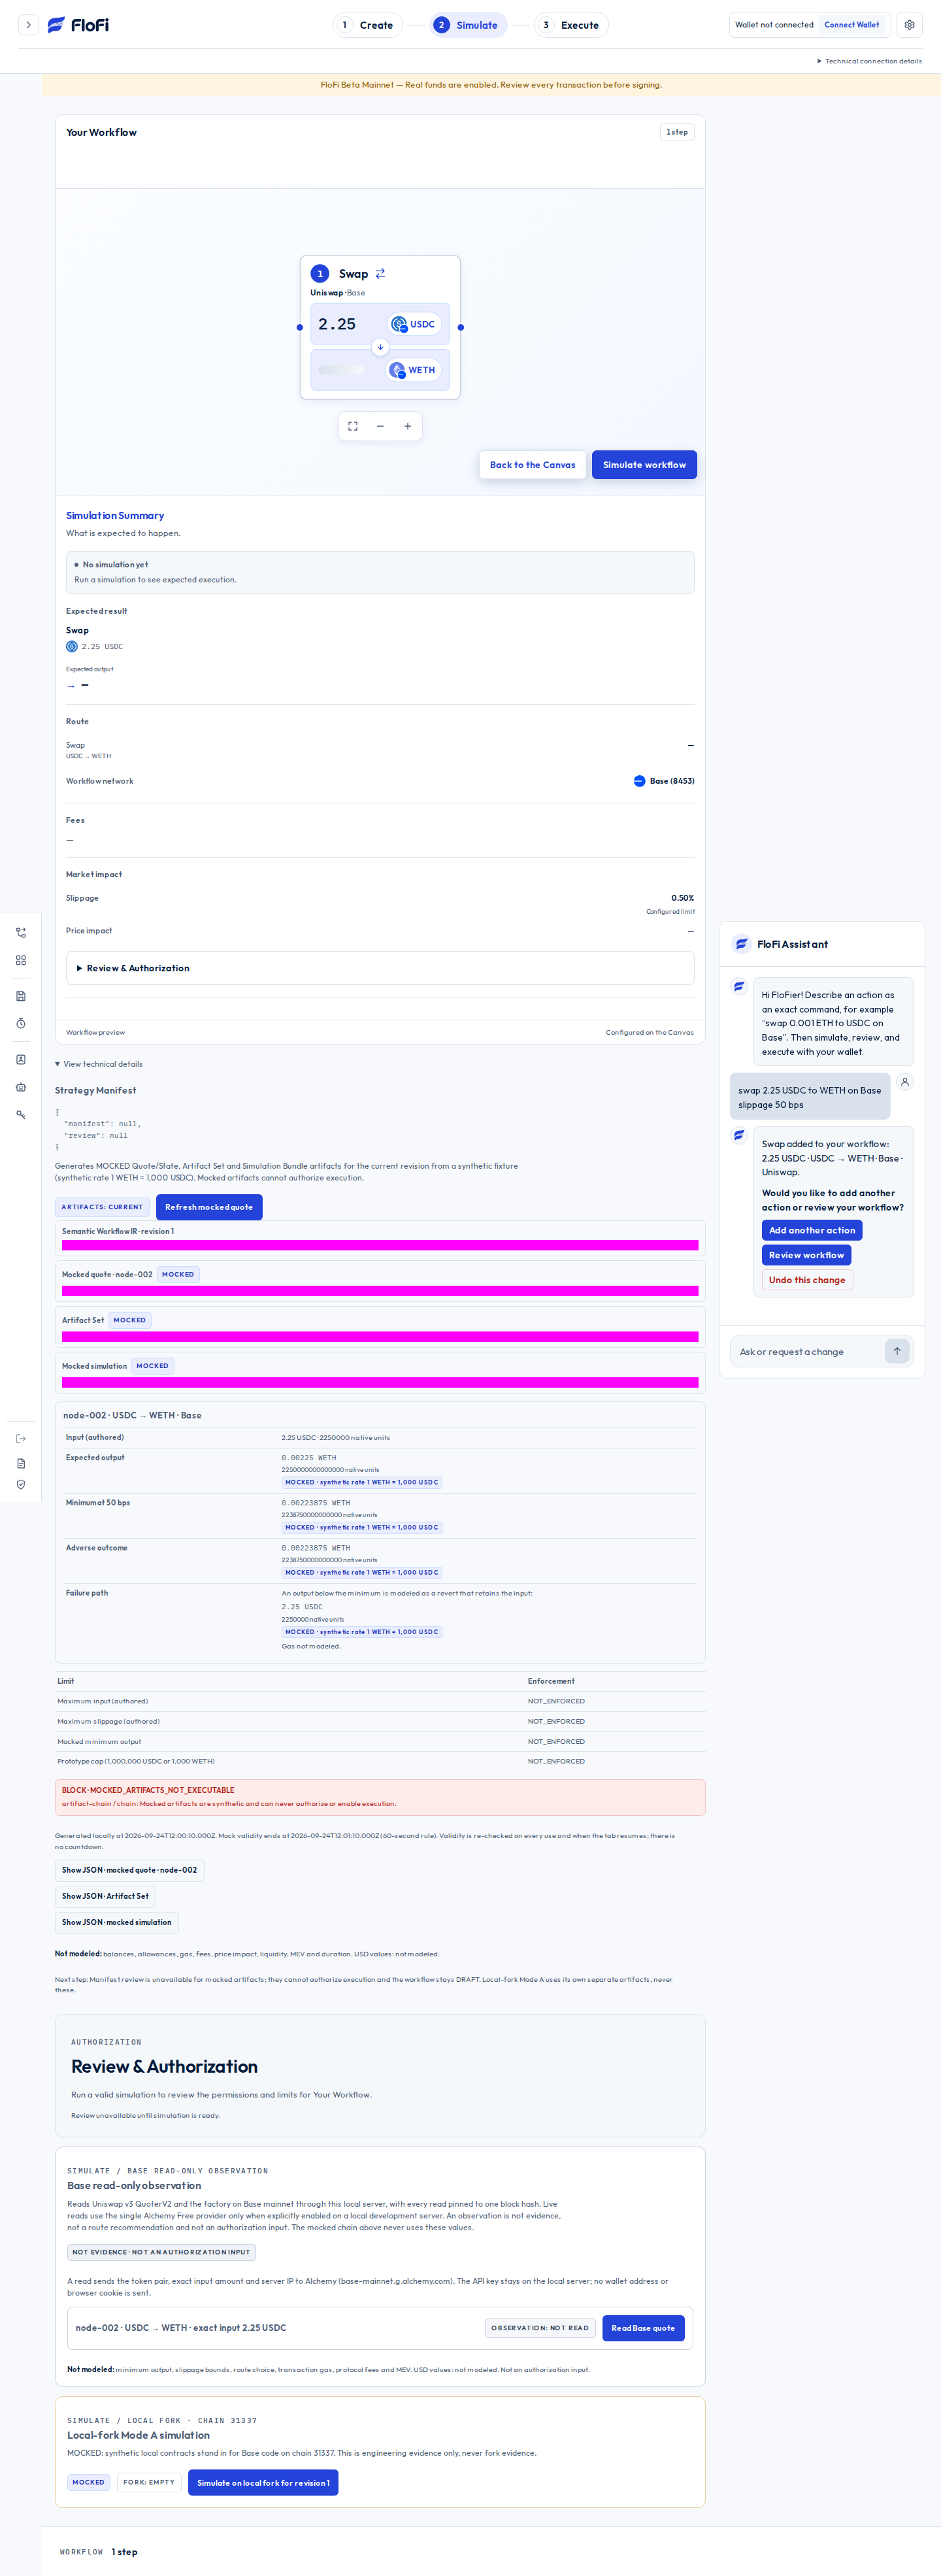 FloFi
1 Create
2 Simulate
3 Execute
Wallet not connected Connect Wallet
▶ Technical connection details
FloFi Beta Mainnet — Real funds are enabled. Review every transaction before signing.
Your Workflow
1 step
1 Swap
Uniswap · Base
2.25 USDC
WETH
Back to the Canvas
Simulate workflow
Simulation Summary
What is expected to happen.
No simulation yet
Run a simulation to see expected execution.
Expected result
Swap
2.25 USDC
Expected output
→ —
Route
Swap —
USDC → WETH
Workflow network Base (8453)
Fees
—
Market impact
Slippage 0.50%
Configured limit
Price impact —
▶ Review & Authorization
Workflow preview Configured on the Canvas
▼ View technical details
Strategy Manifest
{
"manifest": null,
"review": null
}
Generates MOCKED Quote/State, Artifact Set and Simulation Bundle artifacts for the current revision from a synthetic fixture
(synthetic rate 1 WETH = 1,000 USDC). Mocked artifacts cannot authorize execution.
ARTIFACTS: CURRENT Refresh mocked quote
Semantic Workflow IR · revision 1
Mocked quote · node-002 MOCKED
Artifact Set MOCKED
Mocked simulation MOCKED
node-002 · USDC → WETH · Base
Input (authored) 2.25 USDC · 2250000 native units
Expected output 0.00225 WETH
2250000000000000 native units
MOCKED · synthetic rate 1 WETH = 1,000 USDC
Minimum at 50 bps 0.00223875 WETH
2238750000000000 native units
MOCKED · synthetic rate 1 WETH = 1,000 USDC
Adverse outcome 0.00223875 WETH
2238750000000000 native units
MOCKED · synthetic rate 1 WETH = 1,000 USDC
Failure path An output below the minimum is modeled as a revert that retains the input:
2.25 USDC
2250000 native units
MOCKED · synthetic rate 1 WETH = 1,000 USDC
Gas not modeled.
Limit Enforcement
Maximum input (authored) NOT_ENFORCED
Maximum slippage (authored) NOT_ENFORCED
Mocked minimum output NOT_ENFORCED
Prototype cap (1,000,000 USDC or 1,000 WETH) NOT_ENFORCED
BLOCK · MOCKED_ARTIFACTS_NOT_EXECUTABLE
artifact-chain / chain: Mocked artifacts are synthetic and can never authorize or enable execution.
Generated locally at 2026-09-24T12:00:10.000Z. Mock validity ends at 2026-09-24T12:01:10.000Z (60-second rule). Validity is re-checked on every use and when the tab resumes; there is
no countdown.
Show JSON · mocked quote · node-002
Show JSON · Artifact Set
Show JSON · mocked simulation
Not modeled: balances, allowances, gas, fees, price impact, liquidity, MEV and duration. USD values: not modeled.
Next step: Manifest review is unavailable for mocked artifacts; they cannot authorize execution and the workflow stays DRAFT. Local-fork Mode A uses its own separate artifacts, never
these.
AUTHORIZATION
Review & Authorization
Run a valid simulation to review the permissions and limits for Your Workflow.
Review unavailable until simulation is ready.
SIMULATE / BASE READ-ONLY OBSERVATION
Base read-only observation
Reads Uniswap v3 QuoterV2 and the factory on Base mainnet through this local server, with every read pinned to one block hash. Live
reads use the single Alchemy Free provider only when explicitly enabled on a local development server. An observation is not evidence,
not a route recommendation and not an authorization input. The mocked chain above never uses these values.
NOT EVIDENCE · NOT AN AUTHORIZATION INPUT
A read sends the token pair, exact input amount and server IP to Alchemy (base-mainnet.g.alchemy.com). The API key stays on the local server; no wallet address or
browser cookie is sent.
node-002 · USDC → WETH · exact input 2.25 USDC OBSERVATION: NOT READ Read Base quote
Not modeled: minimum output, slippage bounds, route choice, transaction gas, protocol fees and MEV. USD values: not modeled. Not an authorization input.
SIMULATE / LOCAL FORK · CHAIN 31337
Local-fork Mode A simulation
MOCKED: synthetic local contracts stand in for Base code on chain 31337. This is engineering evidence only, never fork evidence.
MOCKED FORK: EMPTY Simulate on local fork for revision 1
WORKFLOW 1 step
FloFi Assistant
Hi FloFier! Describe an action as
an exact command, for example
"swap 0.001 ETH to USDC on
Base". Then simulate, review, and
execute with your wallet.
swap 2.25 USDC to WETH on Base
slippage 50 bps
Swap added to your workflow:
2.25 USDC · USDC → WETH · Base ·
Uniswap.
Would you like to add another
action or review your workflow?
Add another action
Review workflow
Undo this change
Ask or request a change